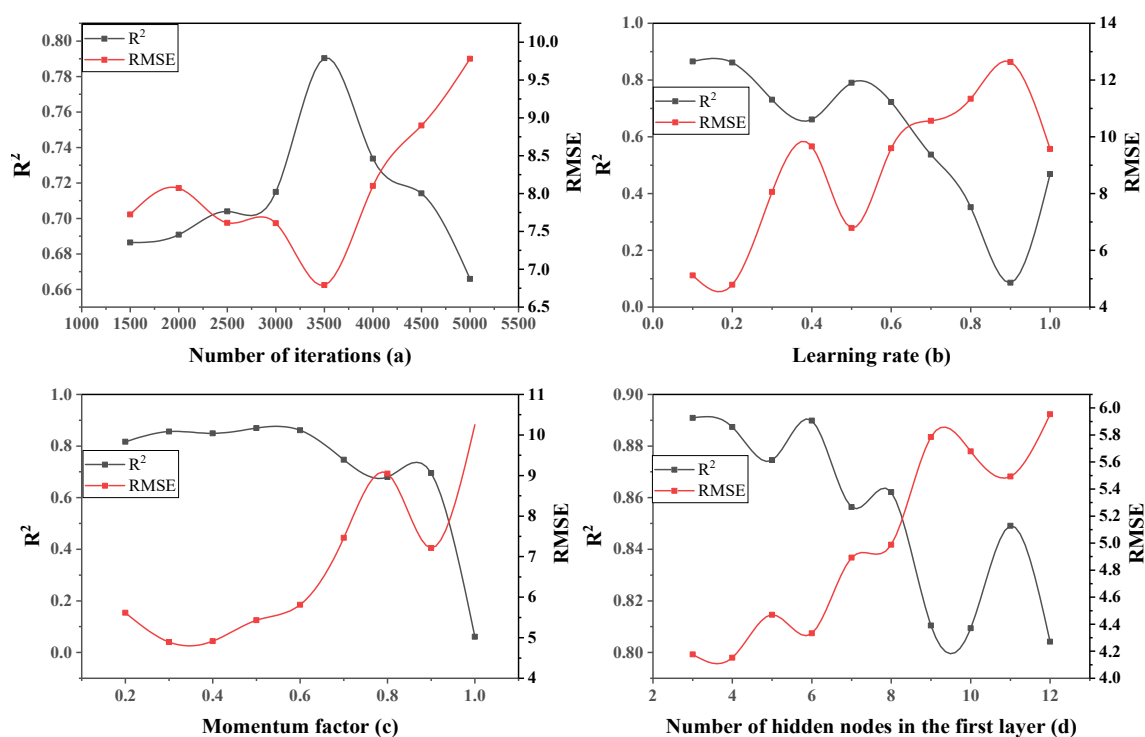 R²
RMSE
0.80
0.78
0.76
0.74
0.72
0.70
0.68
0.66
R²
10.0
9.5
9.0
8.5
8.0
7.5
7.0
6.5
RMSE
1000 1500 2000 2500 3000 3500 4000 4500 5000 5500
Number of iterations (a)
R²
RMSE
1.0
0.8
0.6
0.4
0.2
0.0
R²
14
12
10
8
6
4
RMSE
0.0 0.2 0.4 0.6 0.8 1.0
Learning rate (b)
R²
RMSE
1.0
0.8
0.6
0.4
0.2
0.0
R²
11
10
9
8
7
6
5
4
RMSE
0.2 0.4 0.6 0.8 1.0
Momentum factor (c)
R²
RMSE
0.90
0.88
0.86
0.84
0.82
0.80
R²
6.0
5.8
5.6
5.4
5.2
5.0
4.8
4.6
4.4
4.2
4.0
RMSE
2 4 6 8 10 12
Number of hidden nodes in the first layer (d)